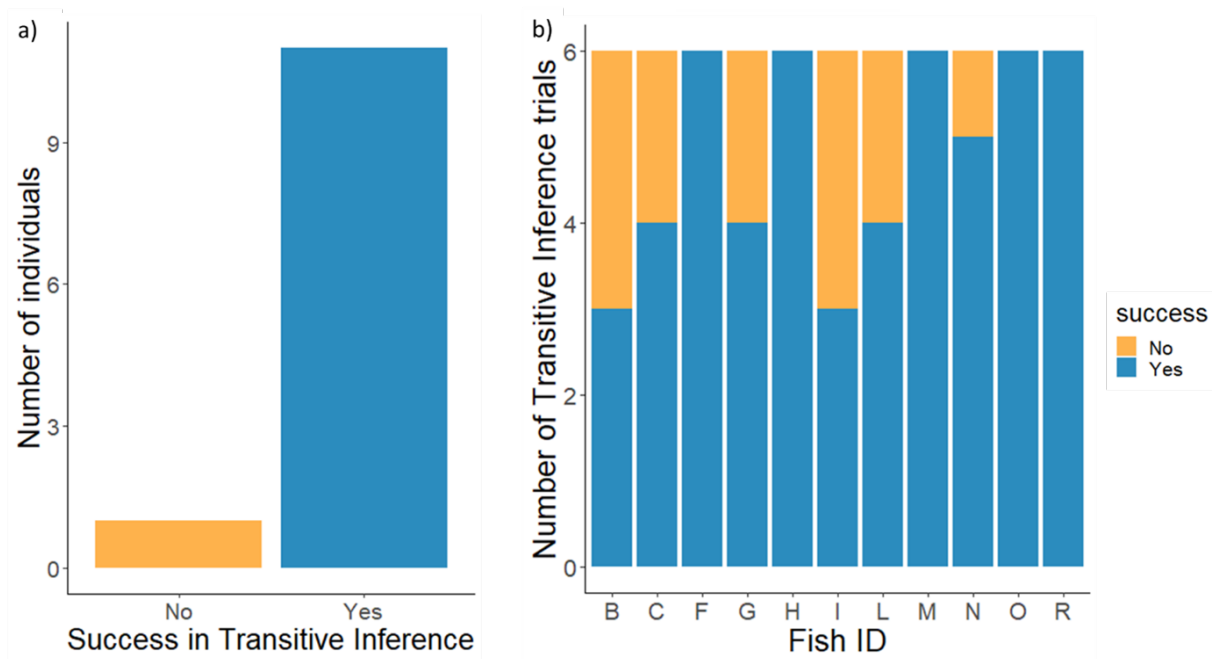 a)
Number of individuals
9
6
3
0
No
Yes
Success in Transitive Inference
b)
Number of Transitive Inference trials
6
4
2
0
B C F G H I L M N O R
Fish ID
success
No
Yes